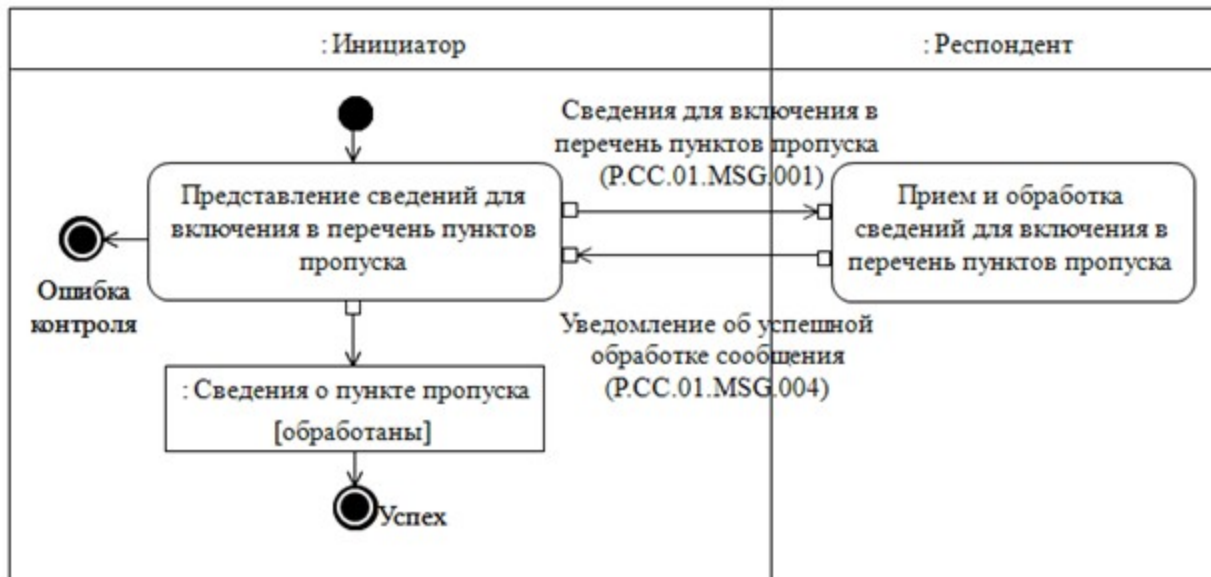 : Инициатор
: Респондент
Сведения для включения в
перечень пунктов пропуска
(P.CC.01.MSG.001)
Представление сведений для
включения в перечень пунктов
пропуска
Прием и обработка
сведений для включения в
перечень пунктов пропуска
Ошибка
контроля
Уведомление об успешной
обработке сообщения
(P.CC.01.MSG.004)
: Сведения о пункте пропуска
[обработаны]
Успех